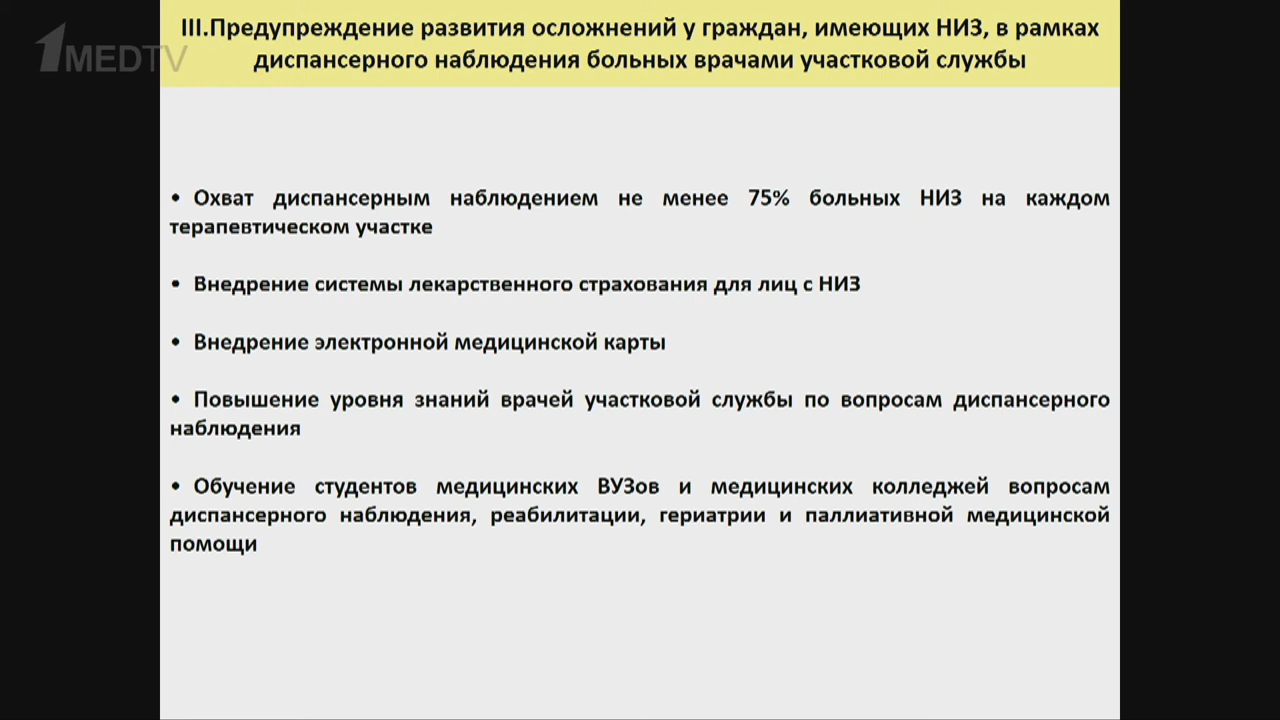 1MEDTV
III.Предупреждение развития осложнений у граждан, имеющих НИЗ, в рамках
диспансерного наблюдения больных врачами участковой службы
• Охват диспансерным наблюдением не менее 75% больных НИЗ на каждом
терапевтическом участке
• Внедрение системы лекарственного страхования для лиц с НИЗ
• Внедрение электронной медицинской карты
• Повышение уровня знаний врачей участковой службы по вопросам диспансерного
наблюдения
• Обучение студентов медицинских ВУЗов и медицинских колледжей вопросам
диспансерного наблюдения, реабилитации, гериатрии и паллиативной медицинской
помощи